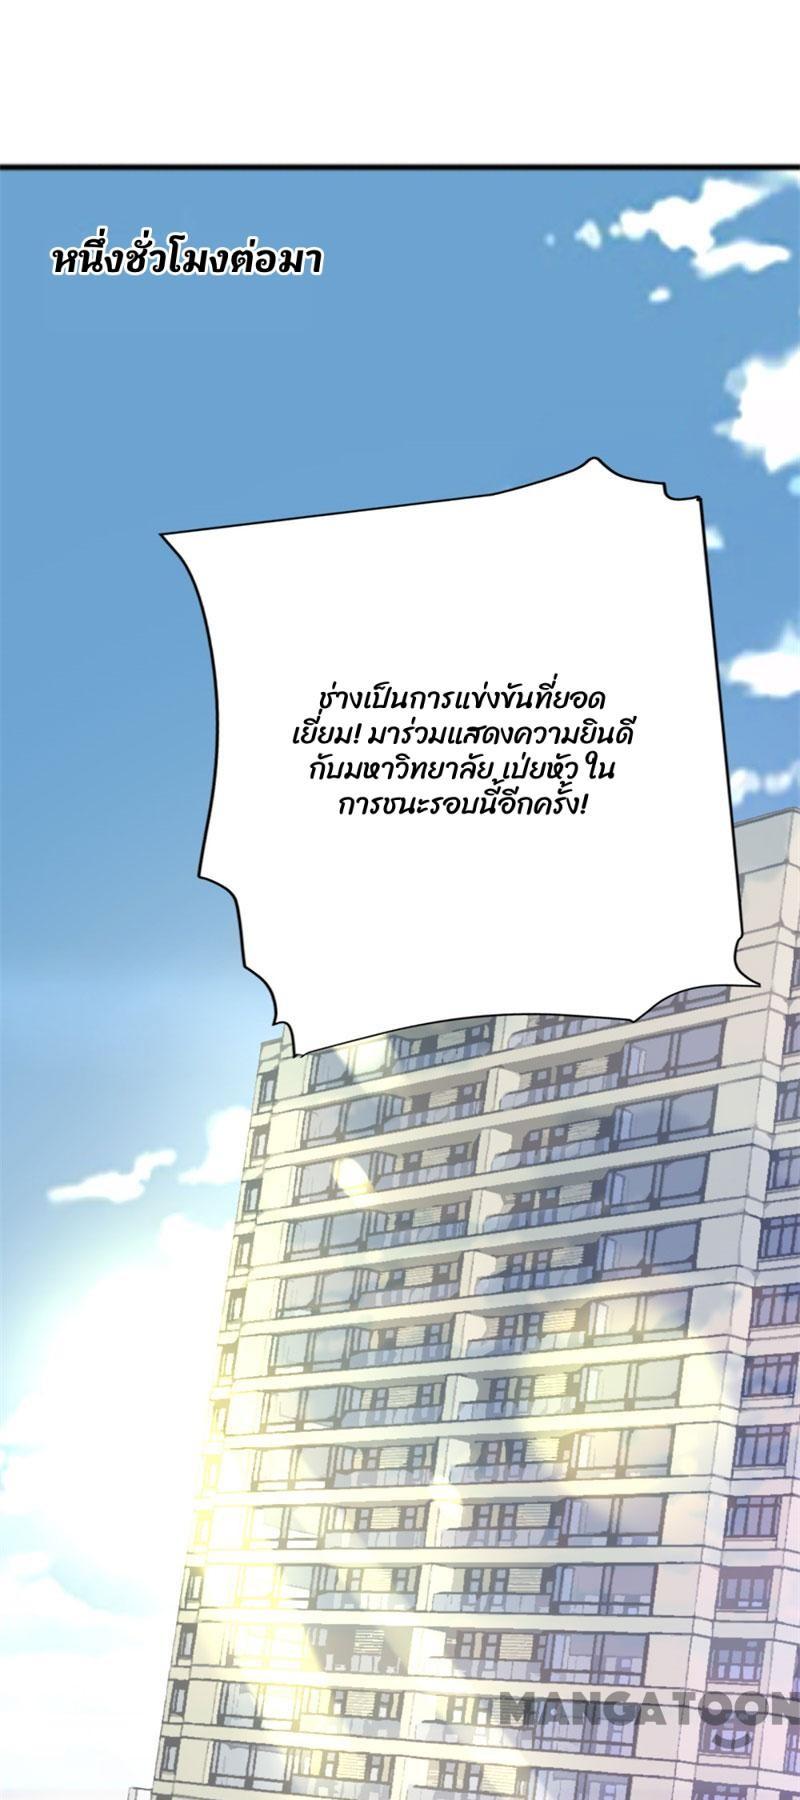 หนึ่งชั่วโมงต่อมา
ช่างเป็นการแข่งขันที่ยอด
เยี่ยม! มาร่วมแสดงความยินดี
กับมหาวิทยาลัย เป่ยหัว ใน
การชนะรอบนี้อีกครั้ง!
MANGATOON